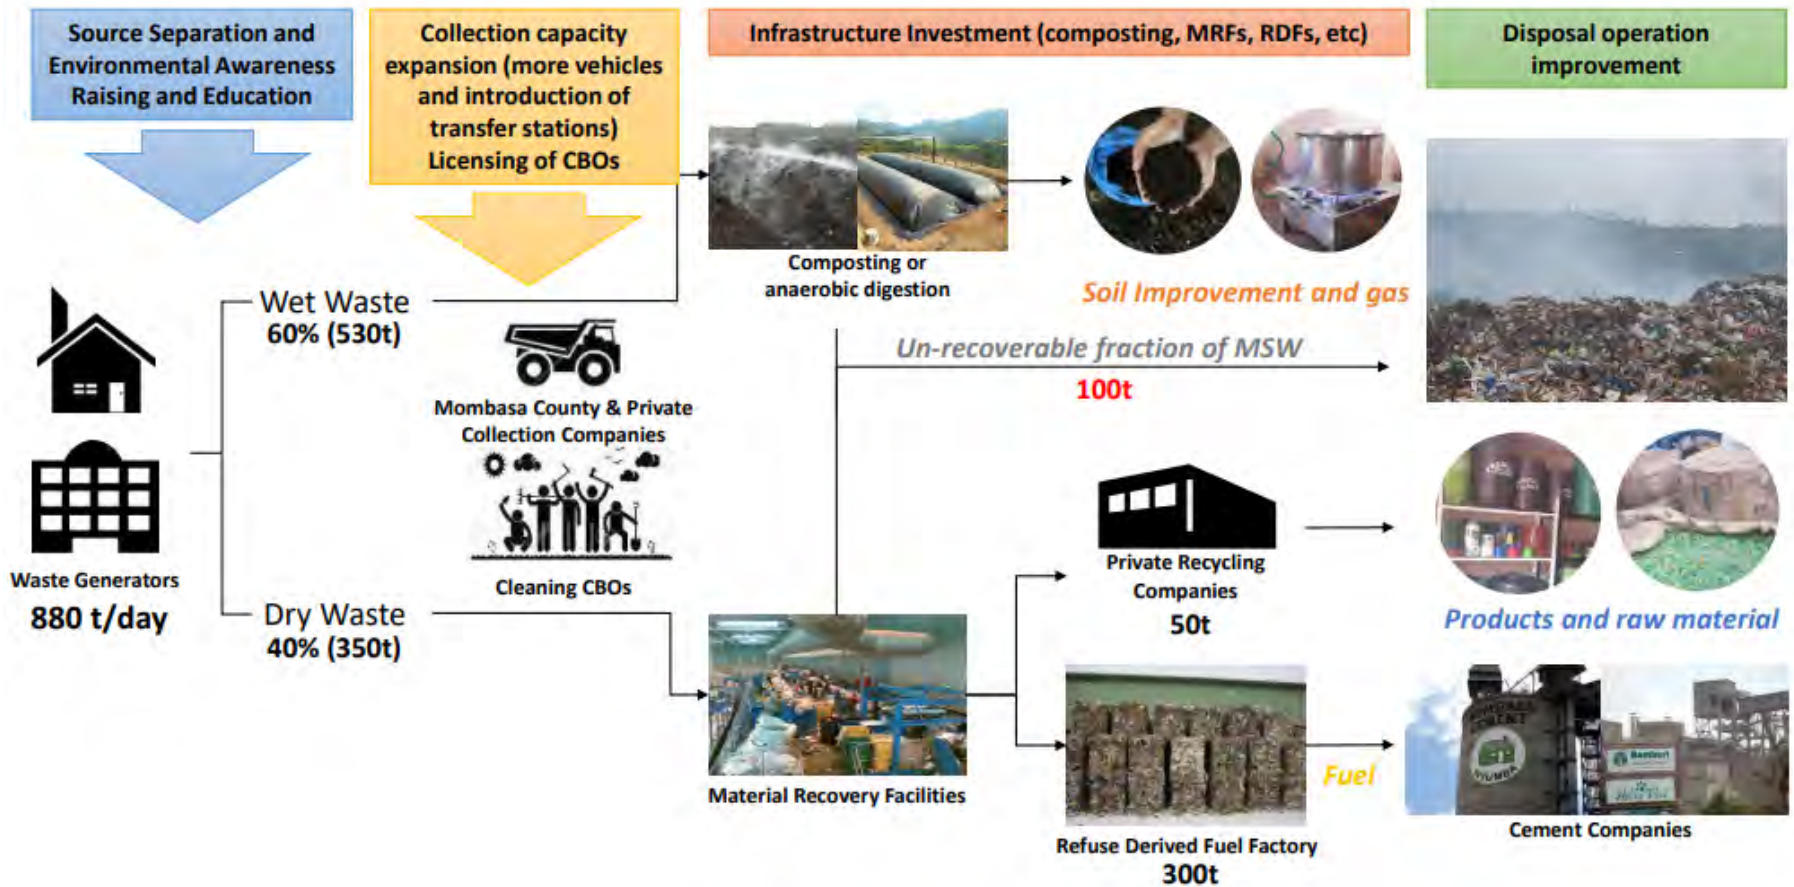 Source Separation and
Environmental Awareness
Raising and Education
Collection capacity
expansion (more vehicles
and introduction of
transfer stations)
Licensing of CBOs
Infrastructure Investment (composting, MRFs, RDFs, etc)
Disposal operation
improvement
Composting or
anaerobic digestion
Soil Improvement and gas
Wet Waste
60% (530t)
Un-recoverable fraction of MSW
100t
Mombasa County & Private
Collection Companies
Cleaning CBOs
Waste Generators
880 t/day
Dry Waste
40% (350t)
Private Recycling
Companies
50t
Products and raw material
Material Recovery Facilities
Refuse Derived Fuel Factory
300t
Fuel
CEMENT
NYUMBA
Bamburi
Cement Companies